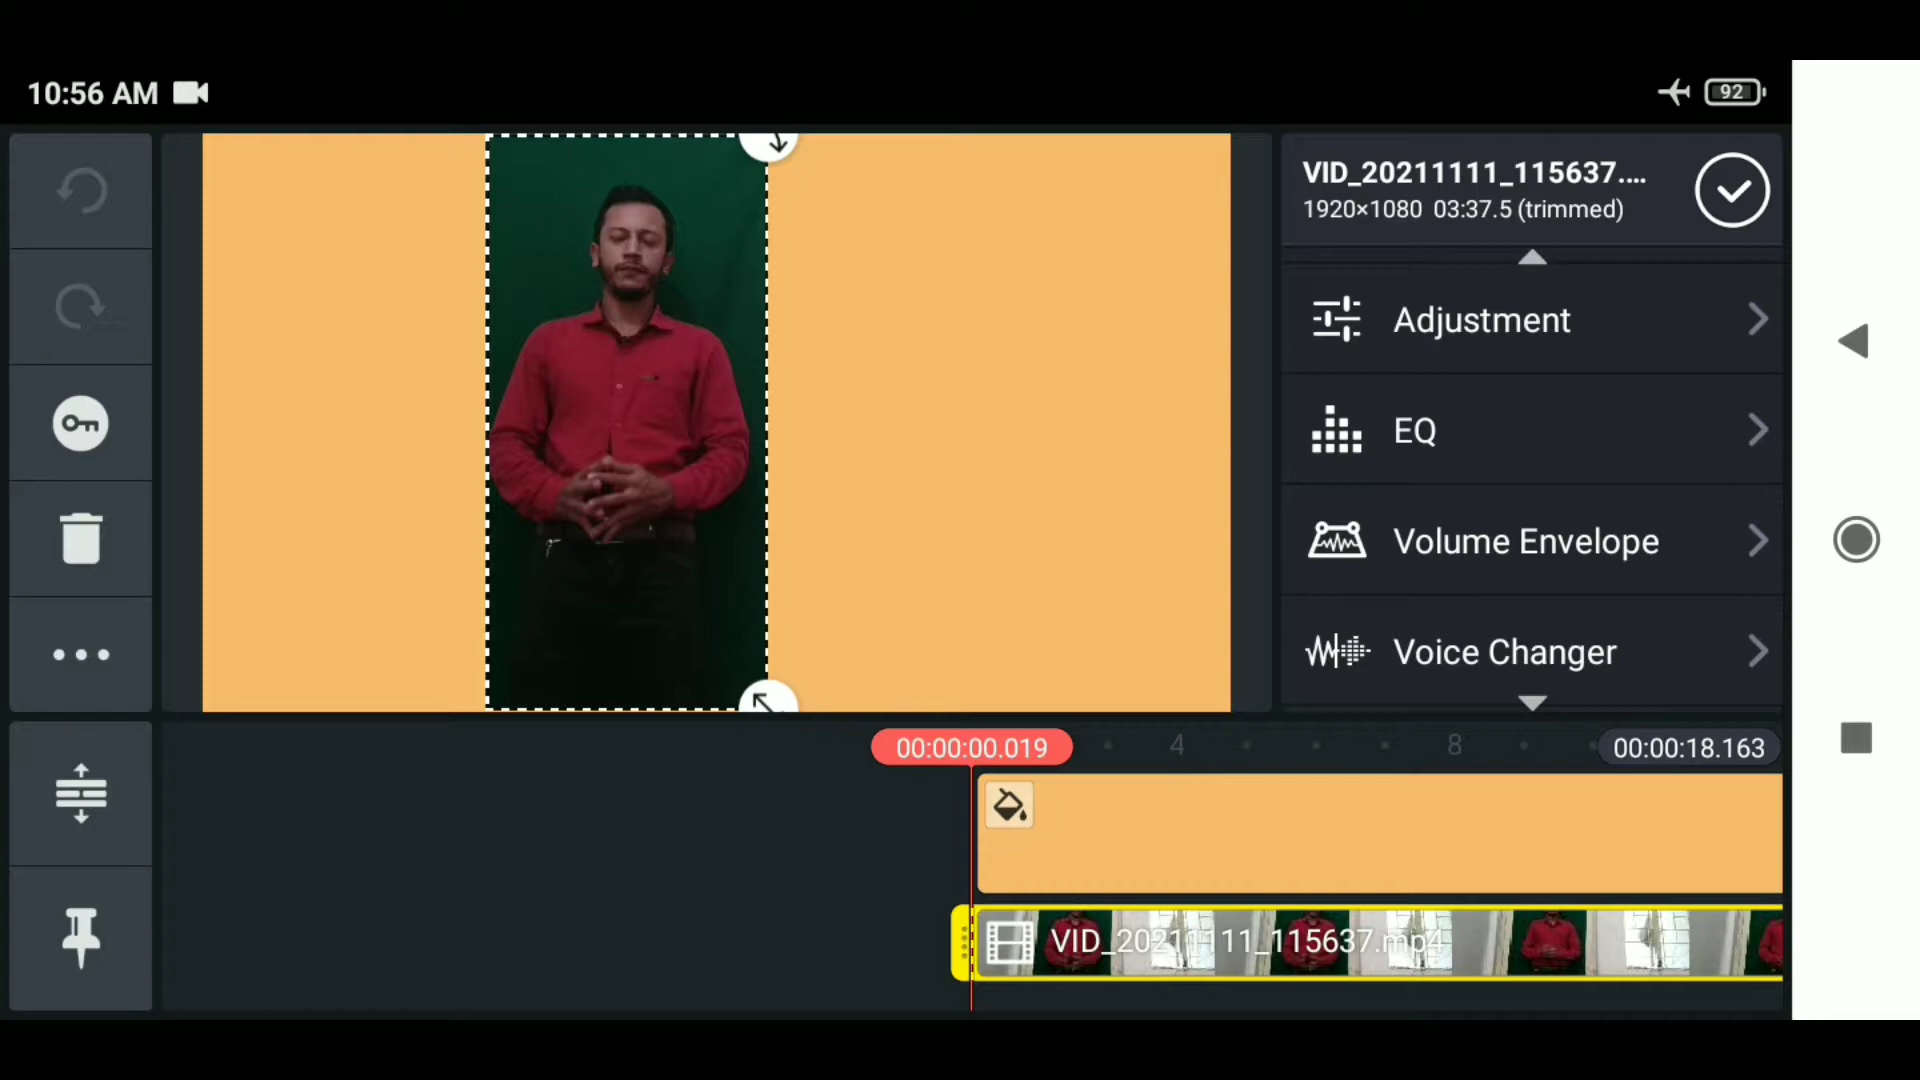 10:56 AM
92
VID_20211111_115637....
1920×1080 03:37.5 (trimmed)
Adjustment
EQ
Volume Envelope
Voice Changer
00:00:00.019
4
8
00:00:18.163
VID_20211111_115637.mp4